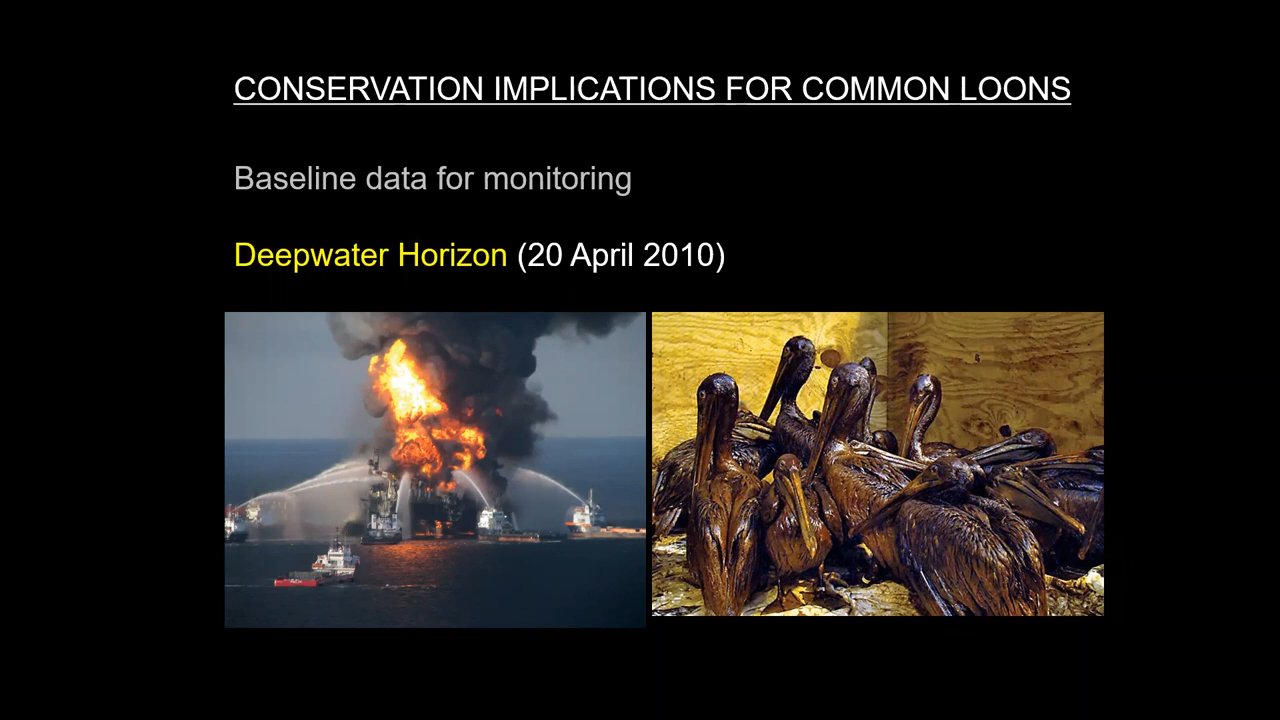 CONSERVATION IMPLICATIONS FOR COMMON LOONS
Baseline data for monitoring
Deepwater Horizon (20 April 2010)